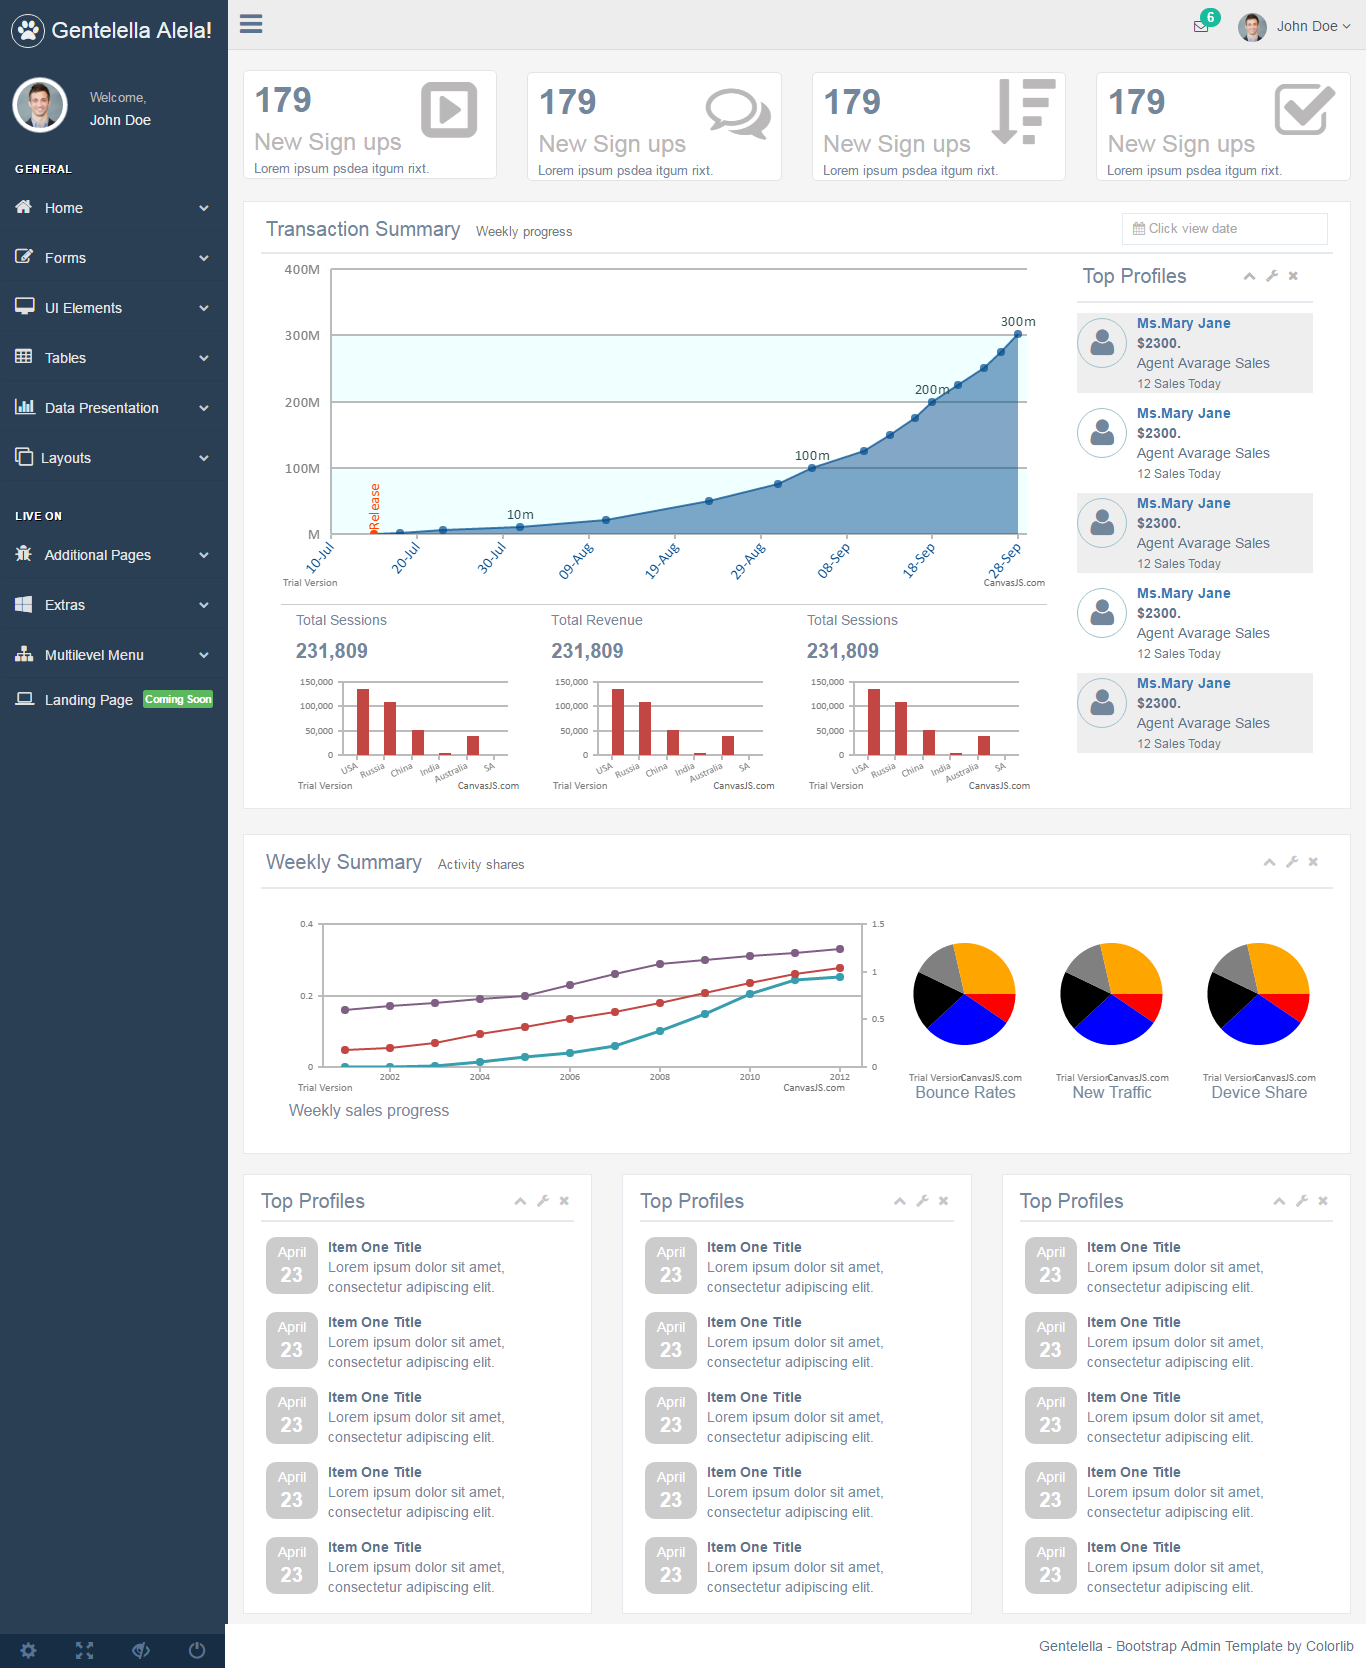 Gentelella Alela!
Welcome,
John Doe
GENERAL
Home
Forms
UI Elements
Tables
Data Presentation
Layouts
LIVE ON
Additional Pages
Extras
Multilevel Menu
Landing Page Coming Soon
6
John Doe
179
New Sign ups
Lorem ipsum psdea itgum rixt.
179
New Sign ups
Lorem ipsum psdea itgum rixt.
179
New Sign ups
Lorem ipsum psdea itgum rixt.
179
New Sign ups
Lorem ipsum psdea itgum rixt.
Transaction Summary Weekly progress
Click view date
400M
300M
200M
100M
M
Release
10m
100m
200m
300m
10-Jul
20-Jul
30-Jul
09-Aug
19-Aug
29-Aug
08-Sep
18-Sep
28-Sep
Trial Version
CanvasJS.com
Total Sessions
231,809
150,000
100,000
50,000
0
USA
Russia
China
India
Australia
SA
Trial Version
CanvasJS.com
Total Revenue
231,809
150,000
100,000
50,000
0
USA
Russia
China
India
Australia
SA
Trial Version
CanvasJS.com
Total Sessions
231,809
150,000
100,000
50,000
0
USA
Russia
China
India
Australia
SA
Trial Version
CanvasJS.com
Top Profiles
Ms.Mary Jane
$2300.
Agent Avarage Sales
12 Sales Today
Ms.Mary Jane
$2300.
Agent Avarage Sales
12 Sales Today
Ms.Mary Jane
$2300.
Agent Avarage Sales
12 Sales Today
Ms.Mary Jane
$2300.
Agent Avarage Sales
12 Sales Today
Ms.Mary Jane
$2300.
Agent Avarage Sales
12 Sales Today
Weekly Summary Activity shares
0.4
0.2
0
1.5
1
0.5
0
2002
2004
2006
2008
2010
2012
Trial Version
CanvasJS.com
Weekly sales progress
Trial Version CanvasJS.com
Bounce Rates
Trial Version CanvasJS.com
New Traffic
Trial Version CanvasJS.com
Device Share
Top Profiles
April
23
Item One Title
Lorem ipsum dolor sit amet,
consectetur adipiscing elit.
April
23
Item One Title
Lorem ipsum dolor sit amet,
consectetur adipiscing elit.
April
23
Item One Title
Lorem ipsum dolor sit amet,
consectetur adipiscing elit.
April
23
Item One Title
Lorem ipsum dolor sit amet,
consectetur adipiscing elit.
April
23
Item One Title
Lorem ipsum dolor sit amet,
consectetur adipiscing elit.
Top Profiles
April
23
Item One Title
Lorem ipsum dolor sit amet,
consectetur adipiscing elit.
April
23
Item One Title
Lorem ipsum dolor sit amet,
consectetur adipiscing elit.
April
23
Item One Title
Lorem ipsum dolor sit amet,
consectetur adipiscing elit.
April
23
Item One Title
Lorem ipsum dolor sit amet,
consectetur adipiscing elit.
April
23
Item One Title
Lorem ipsum dolor sit amet,
consectetur adipiscing elit.
Top Profiles
April
23
Item One Title
Lorem ipsum dolor sit amet,
consectetur adipiscing elit.
April
23
Item One Title
Lorem ipsum dolor sit amet,
consectetur adipiscing elit.
April
23
Item One Title
Lorem ipsum dolor sit amet,
consectetur adipiscing elit.
April
23
Item One Title
Lorem ipsum dolor sit amet,
consectetur adipiscing elit.
April
23
Item One Title
Lorem ipsum dolor sit amet,
consectetur adipiscing elit.
Gentelella - Bootstrap Admin Template by Colorlib